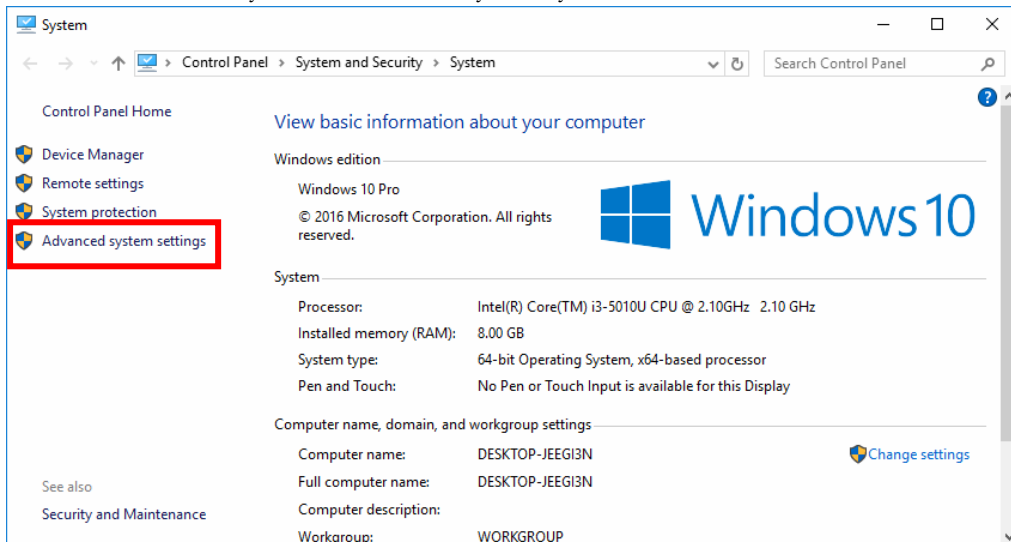 System
Control Panel > System and Security > System
Search Control Panel
Control Panel Home
Device Manager
Remote settings
System protection
Advanced system settings
See also
Security and Maintenance
?
View basic information about your computer
Windows edition
Windows 10 Pro
© 2016 Microsoft Corporation. All rights
reserved.
Windows 10
System
Processor: Intel(R) Core(TM) i3-5010U CPU @ 2.10GHz 2.10 GHz
Installed memory (RAM): 8.00 GB
System type: 64-bit Operating System, x64-based processor
Pen and Touch: No Pen or Touch Input is available for this Display
Computer name, domain, and workgroup settings
Computer name: DESKTOP-JEEGI3N
Change settings
Full computer name: DESKTOP-JEEGI3N
Computer description:
Workgroup: WORKGROUP